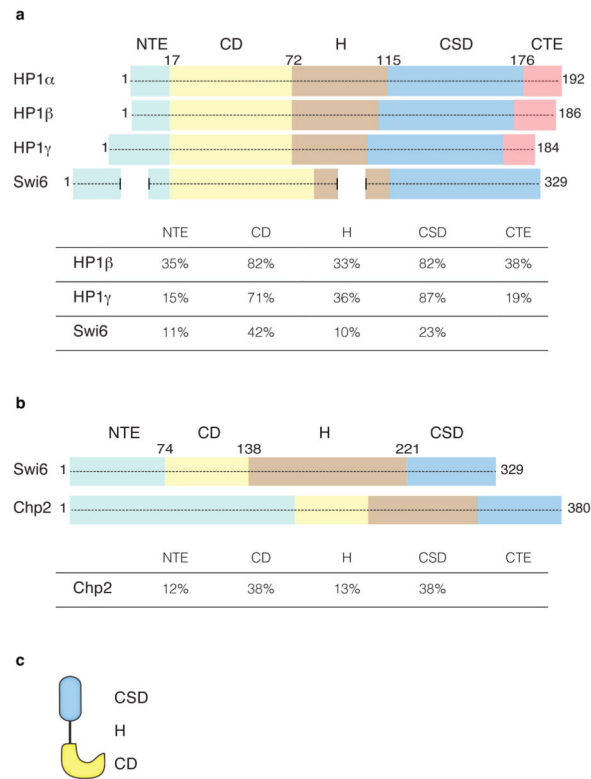 a
NTE CD H CSD CTE
17 72 115 176
HP1α 1 192
HP1β 1 186
HP1γ 1 184
Swi6 1 329
NTE CD H CSD CTE
HP1β 35% 82% 33% 82% 38%
HP1γ 15% 71% 36% 87% 19%
Swi6 11% 42% 10% 23%
b
NTE CD H CSD
74 138 221
Swi6 1 329
Chp2 1 380
NTE CD H CSD CTE
Chp2 12% 38% 13% 38%
c
CSD
H
CD